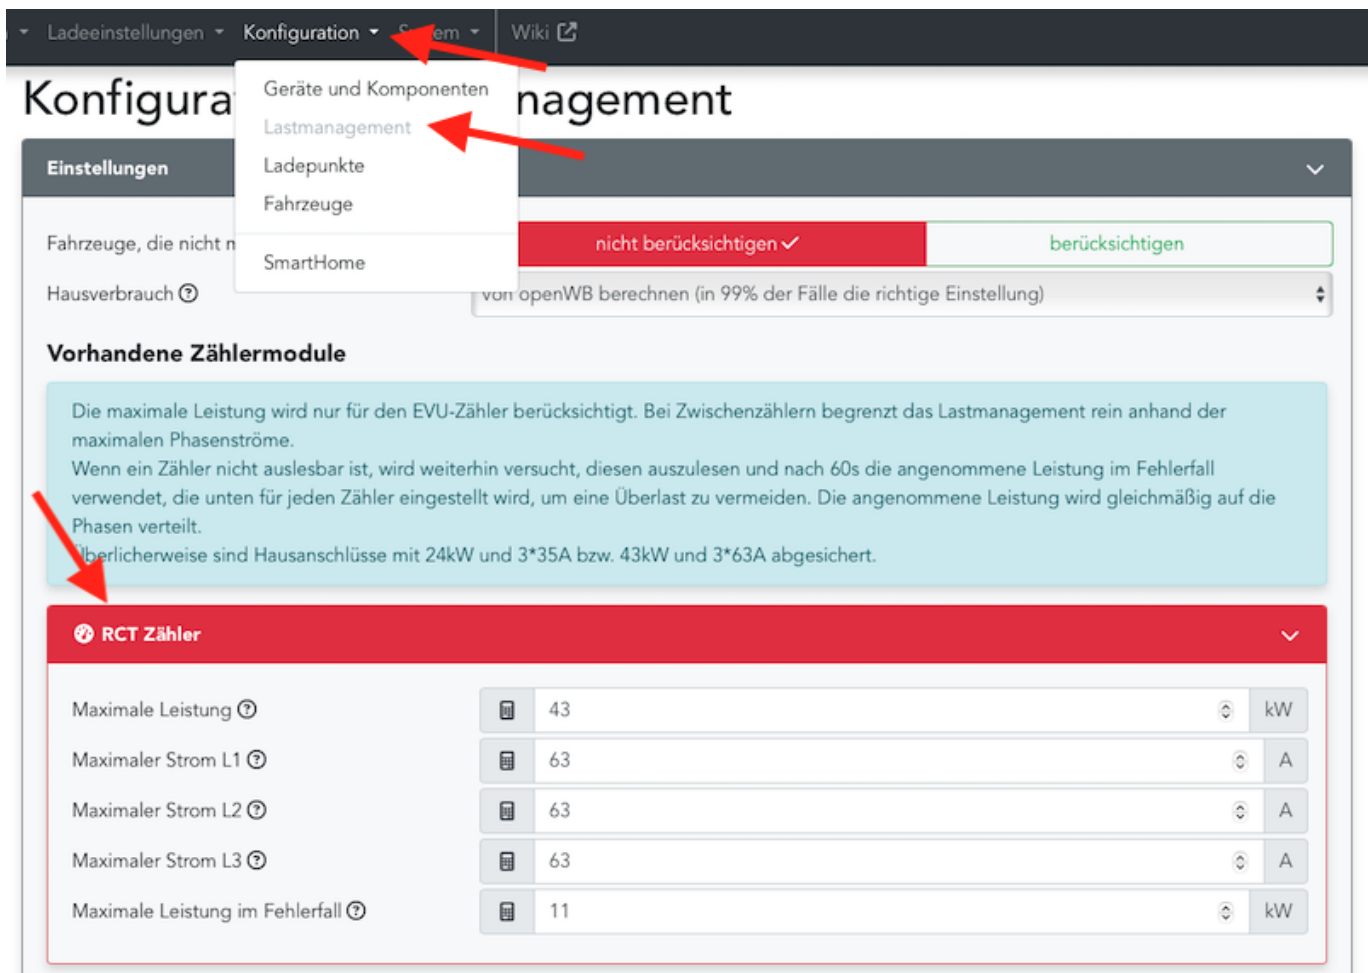 Ladeeinstellungen Konfiguration Wiki
Geräte und Komponenten
Lastmanagement
Ladepunkte
Fahrzeuge
SmartHome
Einstellungen
Fahrzeuge, die nicht nicht berücksichtigen berücksichtigen
Hausverbrauch von openWB berechnen (in 99% der Fälle die richtige Einstellung)
Vorhandene Zählermodule
Die maximale Leistung wird nur für den EVU-Zähler berücksichtigt. Bei Zwischenzählern begrenzt das Lastmanagement rein anhand der
maximalen Phasenströme.
Wenn ein Zähler nicht auslesbar ist, wird weiterhin versucht, diesen auszulesen und nach 60s die angenommene Leistung im Fehlerfall
verwendet, die unten für jeden Zähler eingestellt wird, um eine Überlast zu vermeiden. Die angenommene Leistung wird gleichmäßig auf die
Phasen verteilt.
Überlicherweise sind Hausanschlüsse mit 24kW und 3*35A bzw. 43kW und 3*63A abgesichert.
RCT Zähler
Maximale Leistung 43 kW
Maximaler Strom L1 63 A
Maximaler Strom L2 63 A
Maximaler Strom L3 63 A
Maximale Leistung im Fehlerfall 11 kW